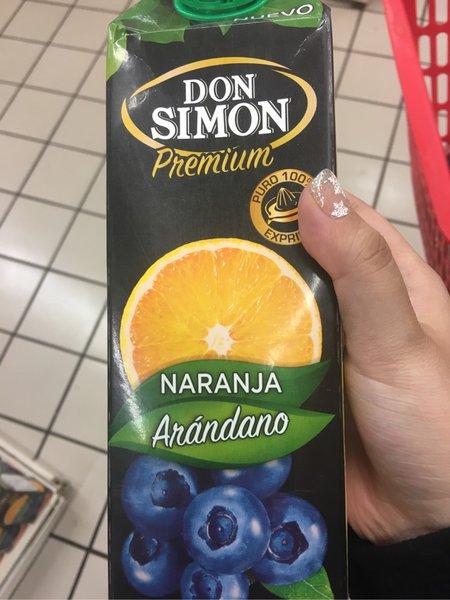 NUEVO
DON
SIMON
Premium
PURO 100%
NARANJA
Arándano